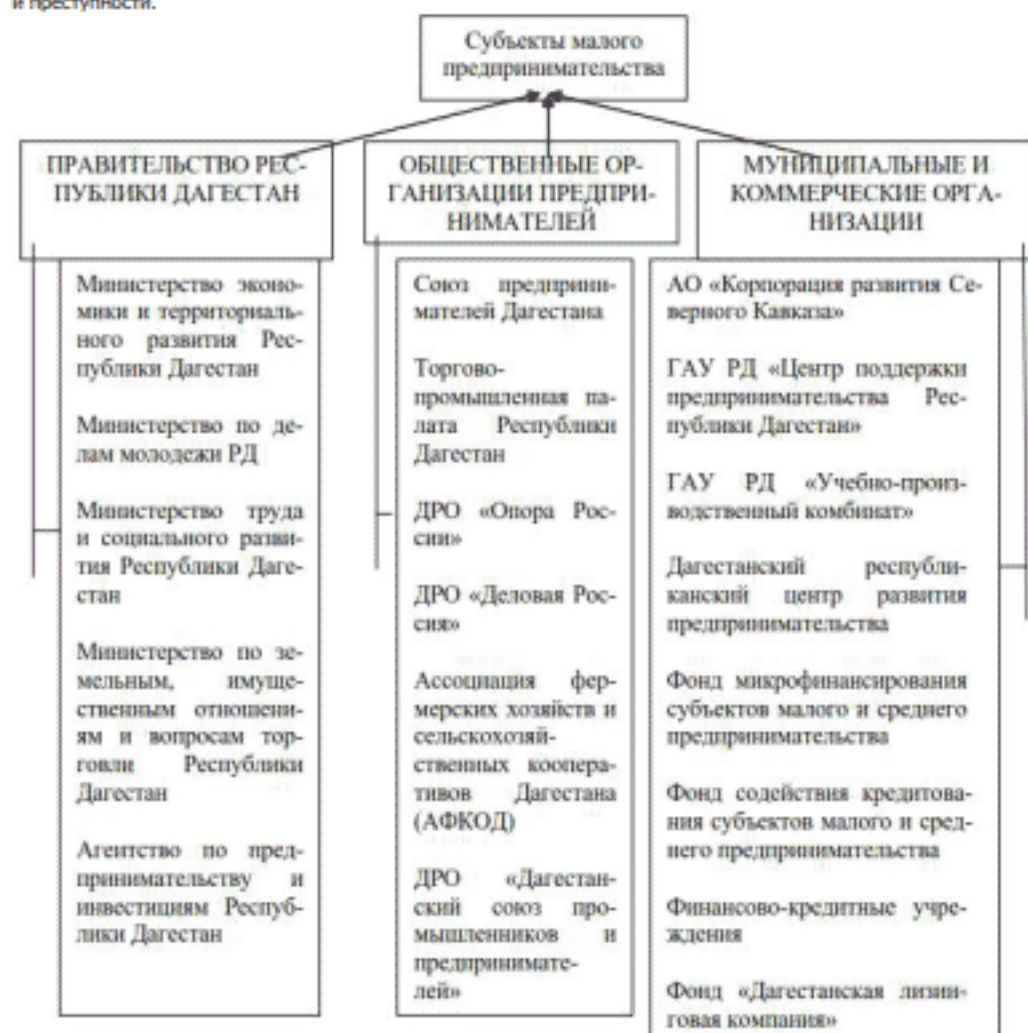 и преступности.
Субъекты малого
предпринимательства
ПРАВИТЕЛЬСТВО РЕС-
ПУБЛИКИ ДАГЕСТАН
ОБЩЕСТВЕННЫЕ ОР-
ГАНИЗАЦИИ ПРЕДПРИ-
НИМАТЕЛЕЙ
МУНИЦИПАЛЬНЫЕ И
КОММЕРЧЕСКИЕ ОРГА-
НИЗАЦИИ
Министерство эконо-
мики и территориаль-
ного развития Рес-
публики Дагестан
Министерство по де-
лам молодежи РД
Министерство труда
и социального разви-
тия Республики Даге-
стан
Министерство по зе-
мельным, имуще-
ственным отношени-
ям и вопросам тор-
говли Республики
Дагестан
Агентство по пред-
принимательству и
инвестициям Респуб-
лики Дагестан
Союз предприни-
мателей Дагестана
Торгово-
промышленная па-
лата Республики
Дагестан
ДРО «Опора Рос-
сии»
ДРО «Деловая Рос-
сия»
Ассоциация фер-
мерских хозяйств и
сельскохозяй-
ственных коопера-
тивов Дагестана
(АФКОД)
ДРО «Дагестан-
ский союз про-
мышленников и
предпринимате-
лей»
АО «Корпорация развития Се-
верного Кавказа»
ГАУ РД «Центр поддержки
предпринимательства Рес-
публики Дагестан»
ГАУ РД «Учебно-произ-
водственный комбинат»
Дагестанский республи-
канский центр развития
предпринимательства
Фонд микрофинансирования
субъектов малого и среднего
предпринимательства
Фонд содействия кредитова-
ния субъектов малого и сред-
него предпринимательства
Финансово-кредитные учре-
ждения
Фонд «Дагестанская лизин-
говая компания»